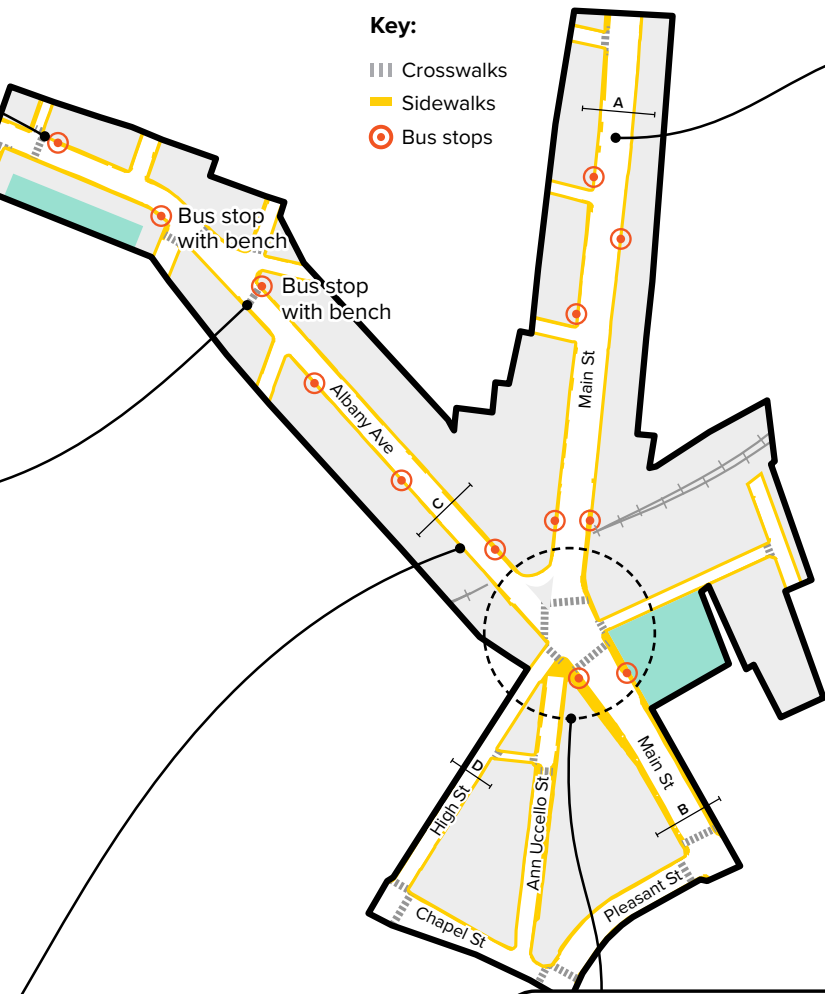 Key:
Crosswalks
Sidewalks
Bus stops
A
Bus stop
with bench
Bus stop
with bench
Main St
Albany Ave
C
Main St
D
B
High St
Ann Uccello St
Pleasant St
Chapel St